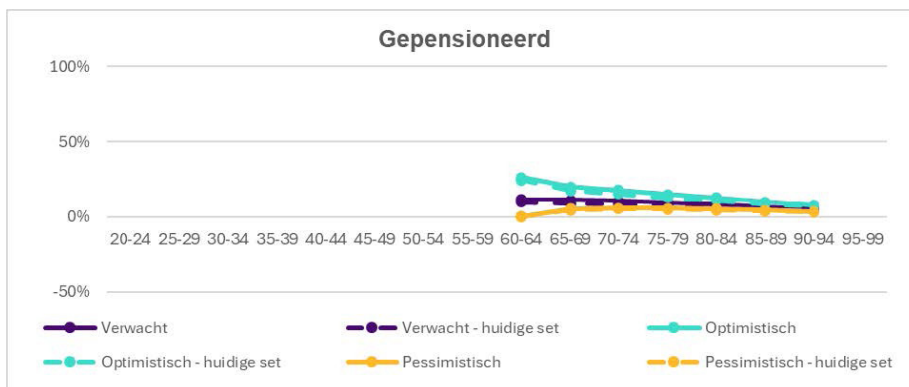 Gepensioneerd
100%
50%
0%
20-24 25-29 30-34 35-39 40-44 45-49 50-54 55-59 60-64 65-69 70-74 75-79 80-84 85-89 90-94 95-99
-50%
Verwacht Verwacht - huidige set Optimistisch
Optimistisch - huidige set Pessimistisch Pessimistisch - huidige set